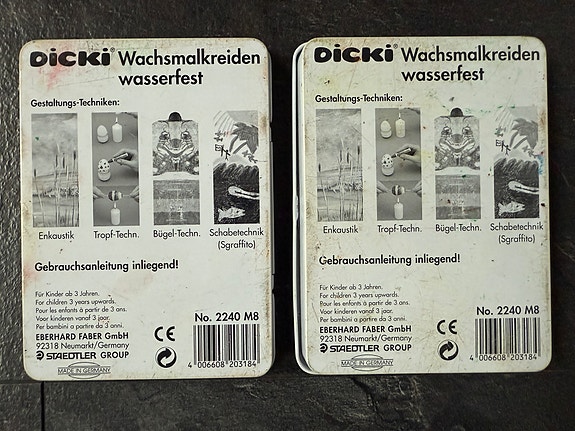 DiCKi® Wachsmalkreiden
wasserfest
Gestaltungs-Techniken:
Enkaustik Tropf-Techn. Bügel-Techn. Schabetechnik
(Sgraffito)
Gebrauchsanleitung inliegend!
Für Kinder ab 3 Jahren.
For children 3 years upwards.
Pour les enfants à partir de 3 ans.
Voor kinderen vanaf 3 jaar.
Per bambini a partire da 3 anni.
EBERHARD FABER GmbH
92318 Neumarkt/Germany
STAEDTLER GROUP
MADE IN GERMANY
CE
No. 2240 M8
4 006608 203184
DiCKi® Wachsmalkreiden
wasserfest
Gestaltungs-Techniken:
Enkaustik Tropf-Techn. Bügel-Techn. Schabetechnik
(Sgraffito)
Gebrauchsanleitung inliegend!
Für Kinder ab 3 Jahren.
For children 3 years upwards.
Pour les enfants à partir de 3 ans.
Voor kinderen vanaf 3 jaar.
Per bambini a partire da 3 anni.
EBERHARD FABER GmbH
92318 Neumarkt/Germany
STAEDTLER GROUP
MADE IN GERMANY
CE
No. 2240 M8
4 006608 203184